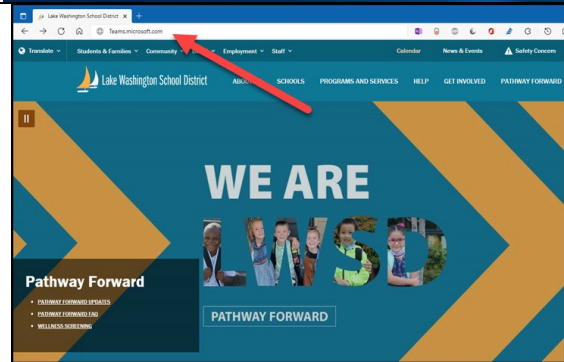 Lake Washington School District
Teams.microsoft.com
Translate
Students & Families
Community
Employment
Staff
Calendar
News & Events
Safety Concern
Lake Washington School District
SCHOOLS
PROGRAMS AND SERVICES
HELP
GET INVOLVED
PATHWAY FORWARD
WE ARE
LWSD
Pathway Forward
PATHWAY FORWARD UPDATES
PATHWAY FORWARD FAQ
WELLNESS SCREENING
PATHWAY FORWARD